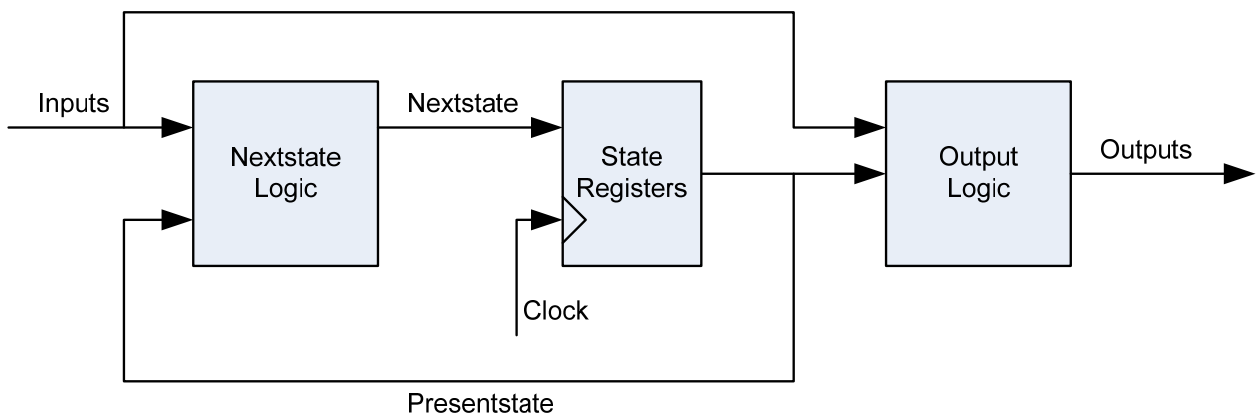 Inputs
Nextstate
Logic
Nextstate
State
Registers
Clock
Output
Logic
Outputs
Presentstate